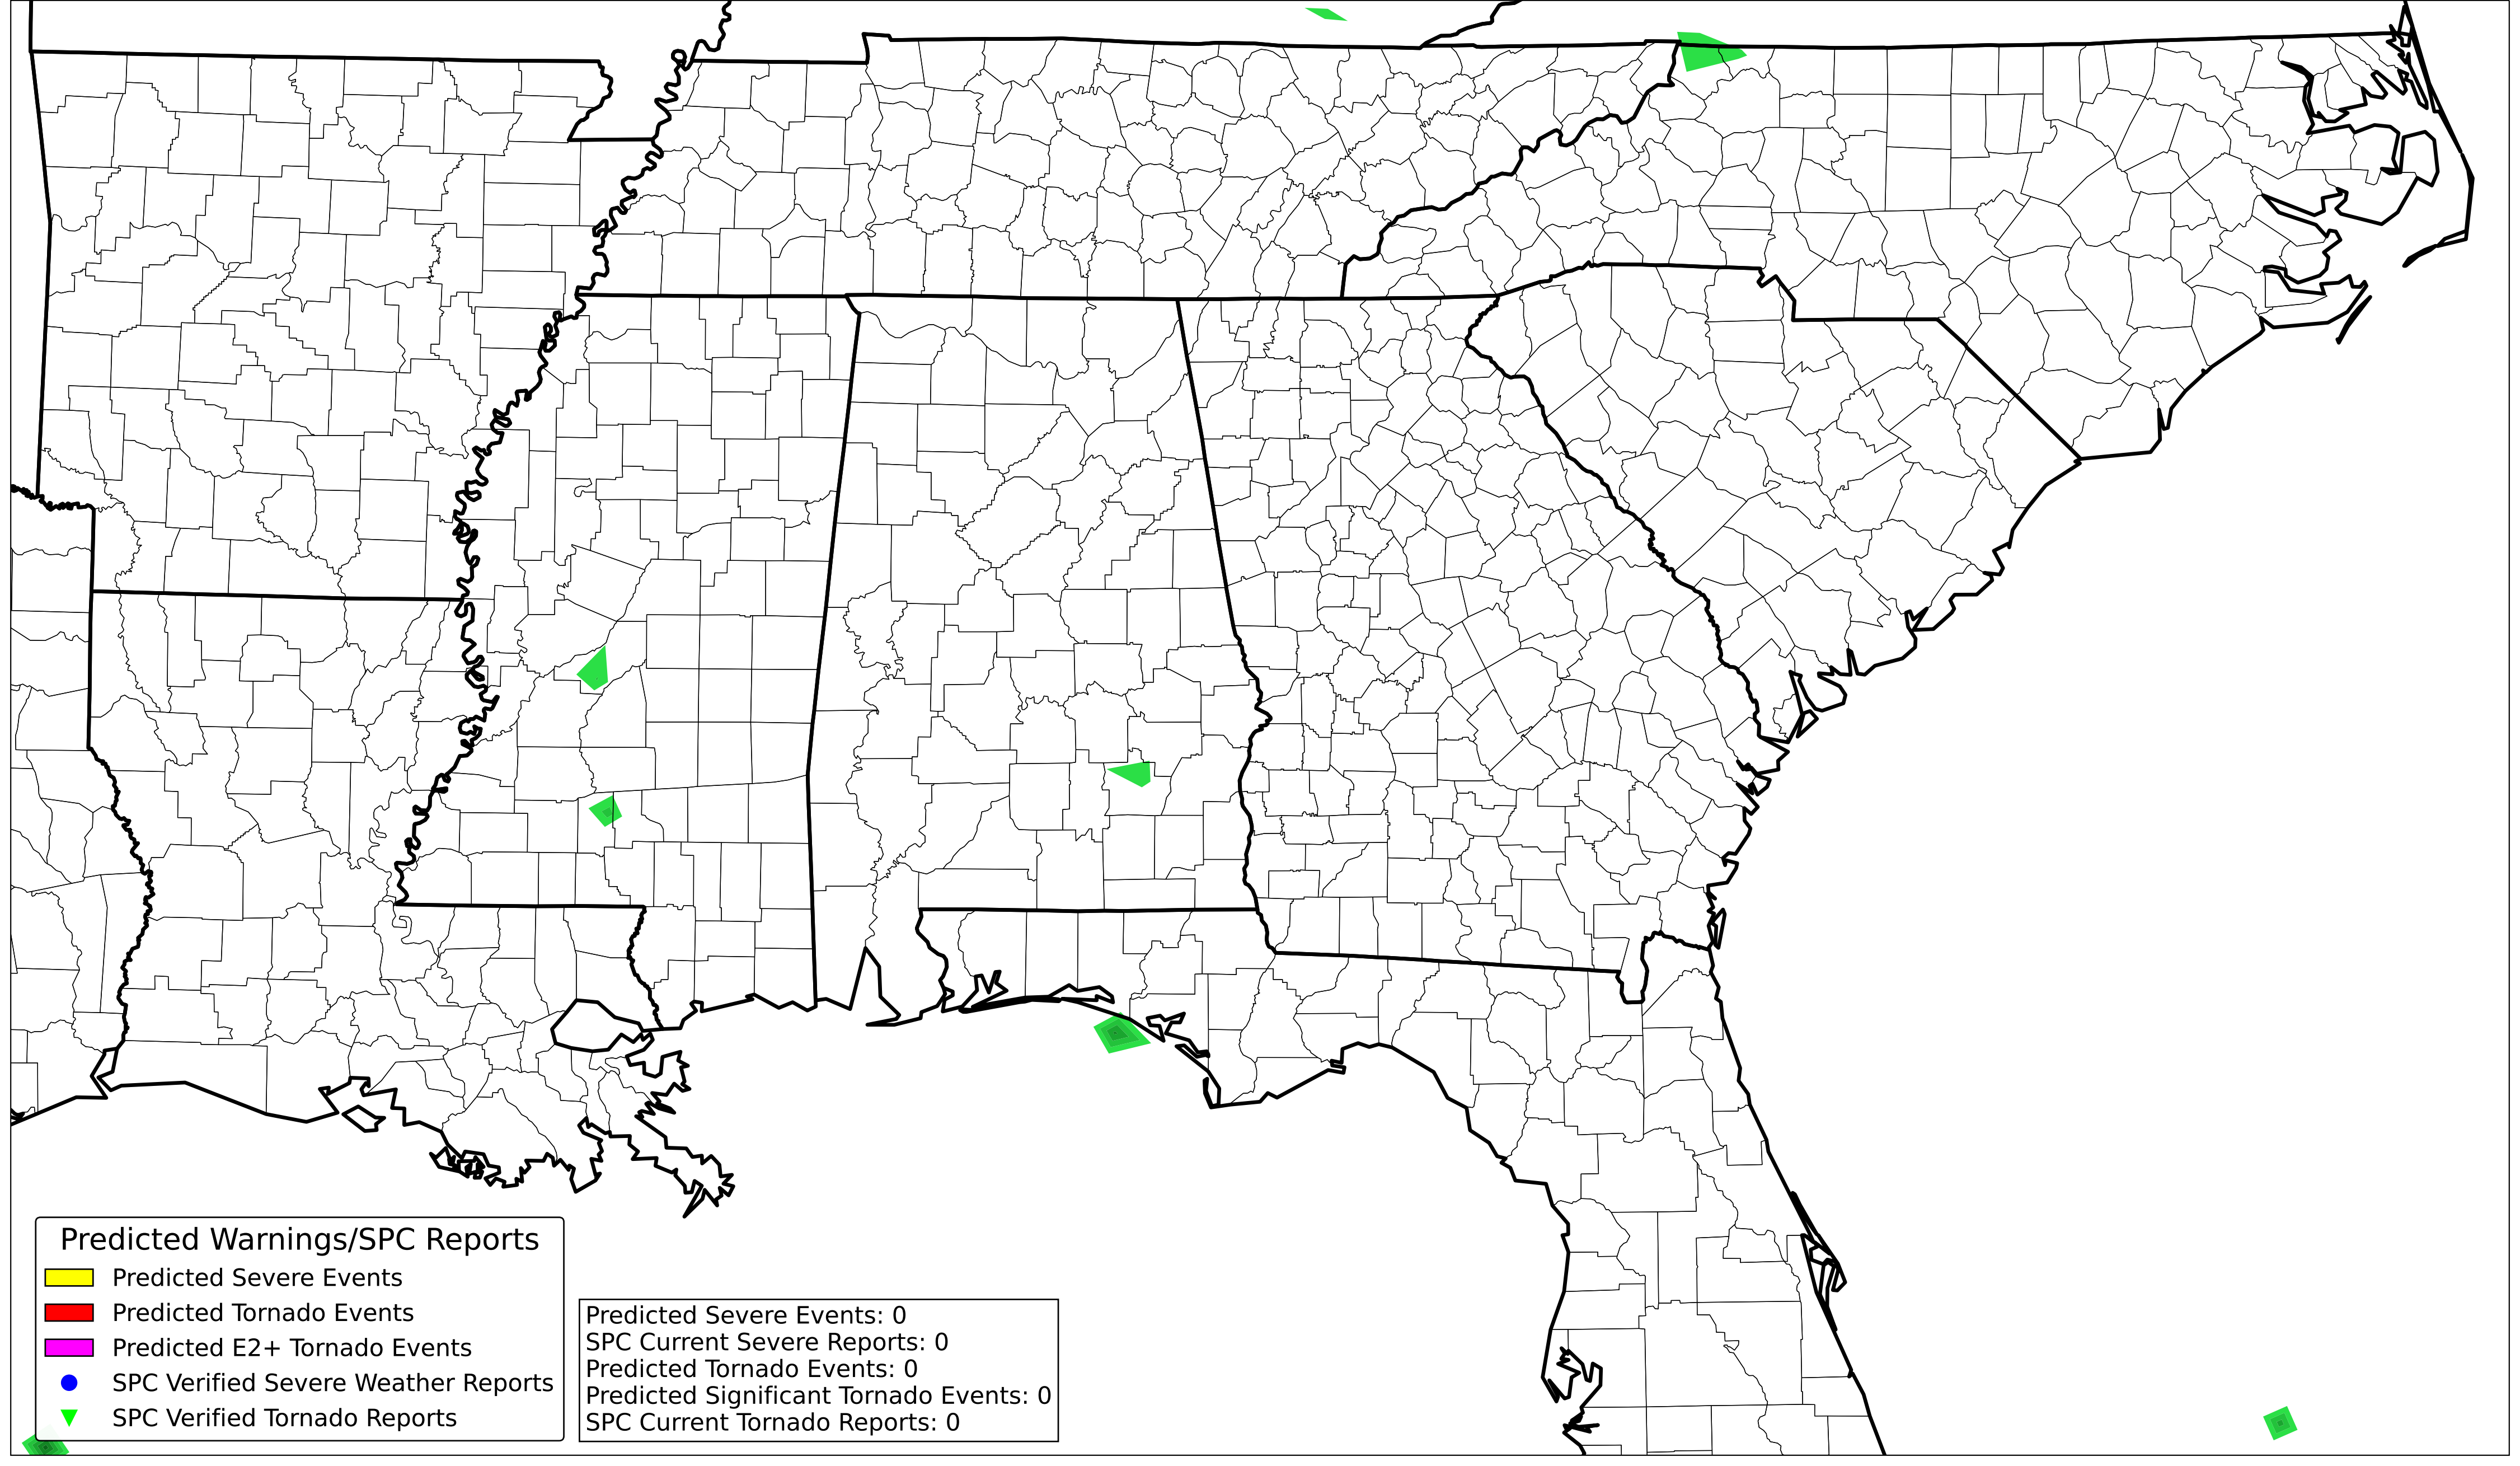 Predicted Warnings/SPC Reports
Predicted Severe Events
Predicted Tornado Events
Predicted E2+ Tornado Events
SPC Verified Severe Weather Reports
SPC Verified Tornado Reports
Predicted Severe Events: 0
SPC Current Severe Reports: 0
Predicted Tornado Events: 0
Predicted Significant Tornado Events: 0
SPC Current Tornado Reports: 0